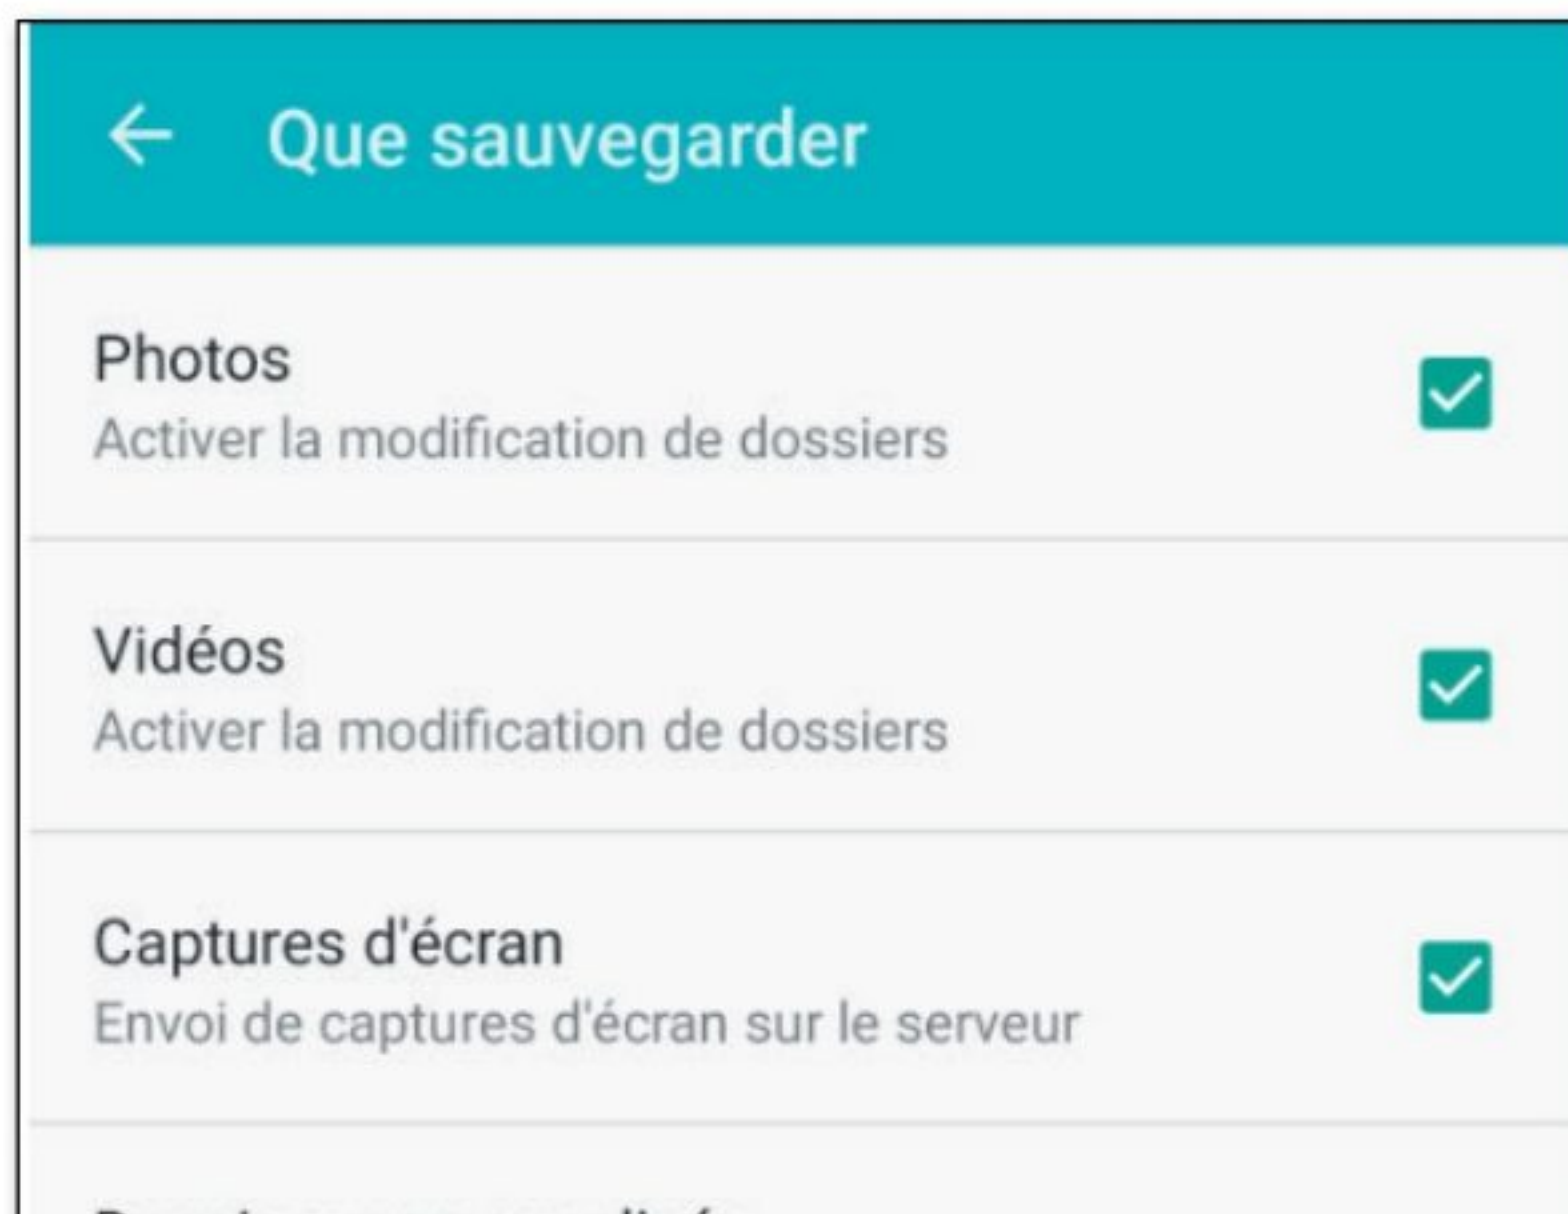 Que sauvegarder
Photos
Activer la modification de dossiers
Vidéos
Activer la modification de dossiers
Captures d'écran
Envoi de captures d'écran sur le serveur